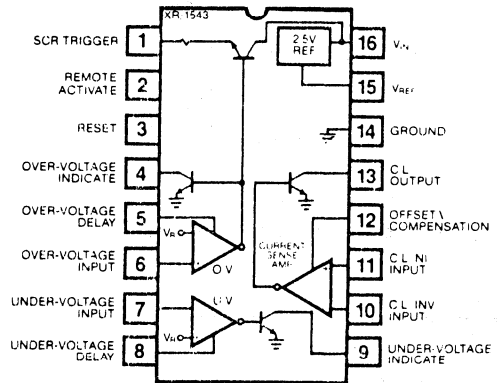 XR-1543
SCR TRIGGER 1
REMOTE
ACTIVATE 2
RESET 3
OVER-VOLTAGE
INDICATE 4
OVER-VOLTAGE
DELAY 5
OVER-VOLTAGE
INPUT 6
UNDER-VOLTAGE
INPUT 7
UNDER-VOLTAGE
DELAY 8
2.5V
REF
VR
O.V.
U.V.
VR
CURRENT
SENSE
AMP
16 VIN
15 VREF
14 GROUND
13 C.L.
OUTPUT
12 OFFSET\
COMPENSATION
11 C.L. N.I.
INPUT
10 C.L. INV.
INPUT
9 UNDER-VOLTAGE
INDICATE